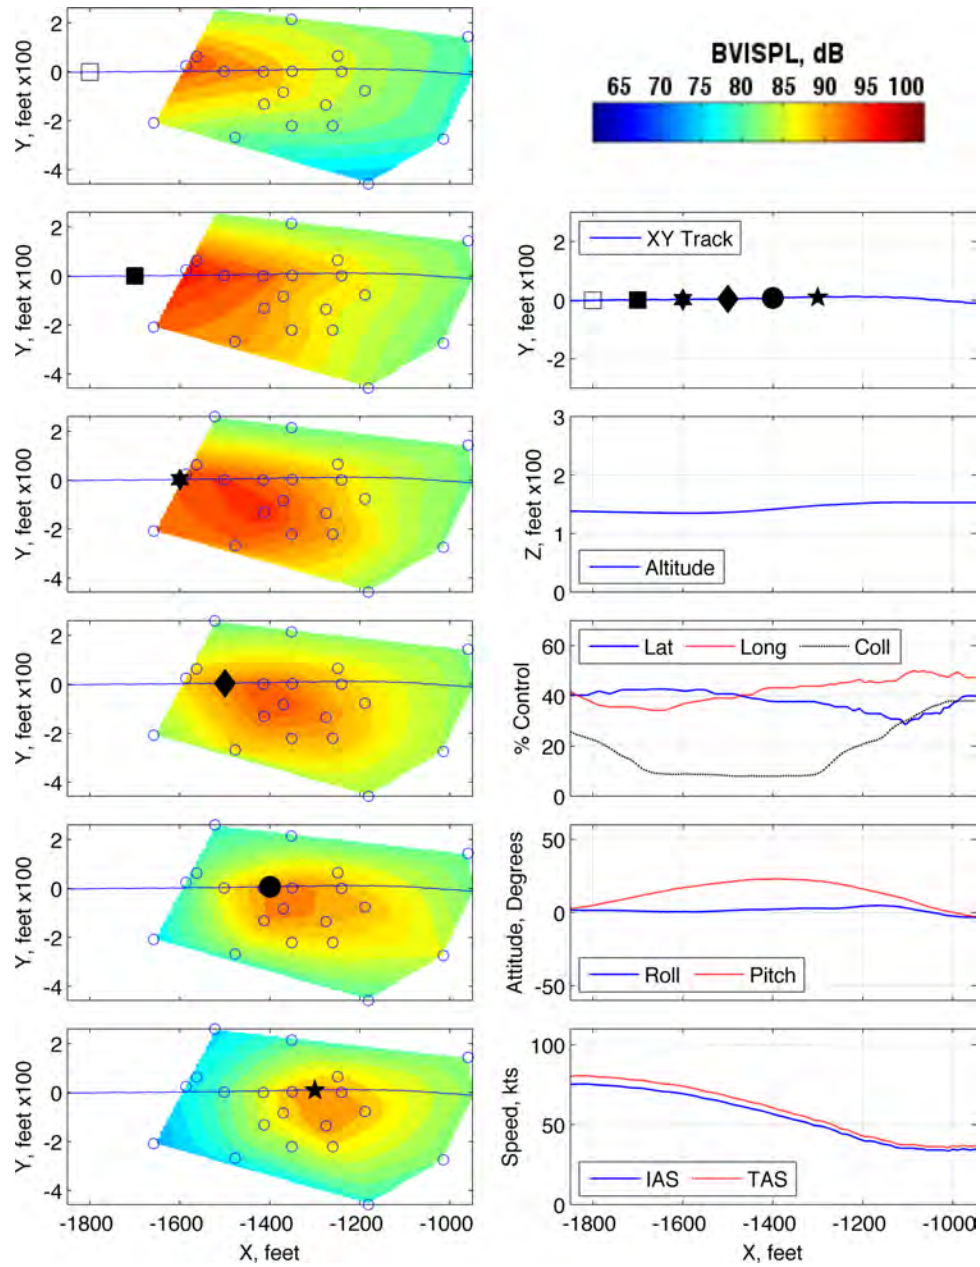 BVISPL, dB
65 70 75 80 85 90 95 100
Y, feet x100
2
0
-2
-4
Y, feet x100
2
0
-2
-4
XY Track
Y, feet x100
2
0
-2
Y, feet x100
2
0
-2
-4
Z, feet x100
3
2
1
0
Altitude
Y, feet x100
2
0
-2
-4
Lat Long Coll
% Control
60
40
20
0
Y, feet x100
2
0
-2
-4
Attitude, Degrees
50
0
-50
Roll Pitch
Y, feet x100
2
0
-2
-4
-1800 -1600 -1400 -1200 -1000
X, feet
Speed, kts
100
50
0
IAS TAS
-1800 -1600 -1400 -1200 -1000
X, feet